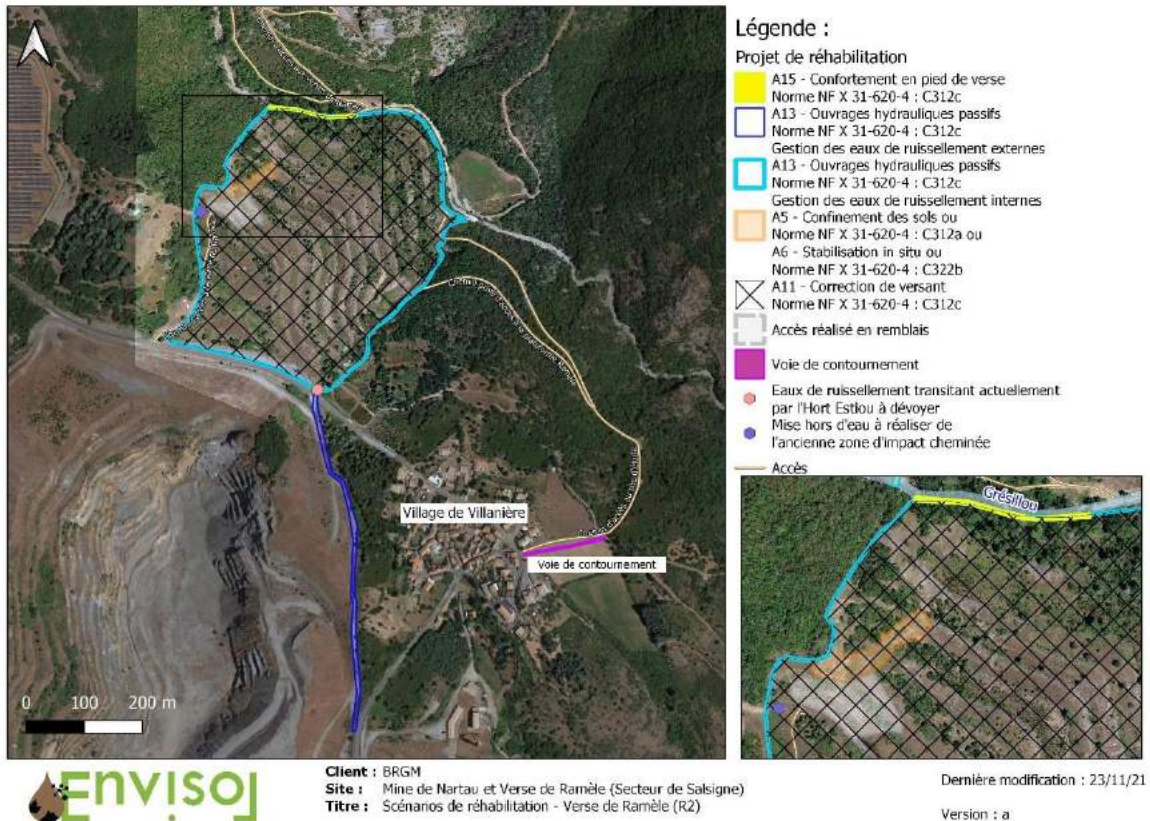 Légende :
Projet de réhabilitation
A15 - Confortement en pied de verse
Norme NF X 31-620-4 : C312c
A13 - Ouvrages hydrauliques passifs
Norme NF X 31-620-4 : C312c
Gestion des eaux de ruissellement externes
A13 - Ouvrages hydrauliques passifs
Norme NF X 31-620-4 : C312c
Gestion des eaux de ruissellement internes
A5 - Confinement des sols ou
Norme NF X 31-620-4 : C312a ou
A6 - Stabilisation in situ ou
Norme NF X 31-620-4 : C322b
A11 - Correction de versant
Norme NF X 31-620-4 : C312c
Accès réalisé en remblais
Voie de contournement
Eaux de ruissellement transitant actuellement
par l'Hort Estiou à dévoyer
Mise hors d'eau à réaliser de
l'ancienne zone d'impact cheminée
Accès
Village de Villanière
Voie de contournement
0 100 200 m
Grésillou
Envisol
Client : BRGM
Site : Mine de Nartau et Verse de Ramèle (Secteur de Salsigne)
Titre : Scénarios de réhabilitation - Verse de Ramèle (R2)
Dernière modification : 23/11/21
Version : a